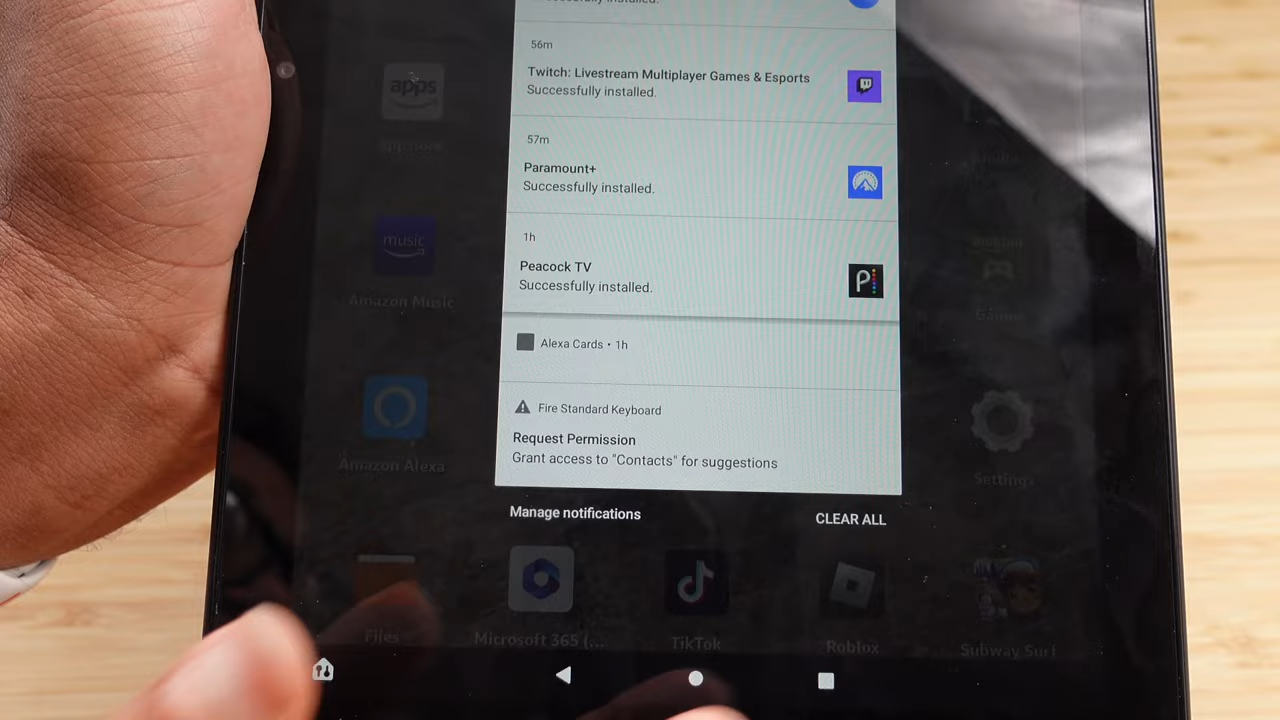 Successfully installed.
56m
Twitch: Livestream Multiplayer Games & Esports
Successfully installed.
57m
Paramount+
Successfully installed.
1h
Peacock TV
Successfully installed.
Alexa Cards • 1h
Fire Standard Keyboard
Request Permission
Grant access to "Contacts" for suggestions
Manage notifications
CLEAR ALL
apps
Appstore
music
Amazon Music
Amazon Alexa
Settings
Games
Files
Microsoft 365 (...
TikTok
Roblox
Subway Surf